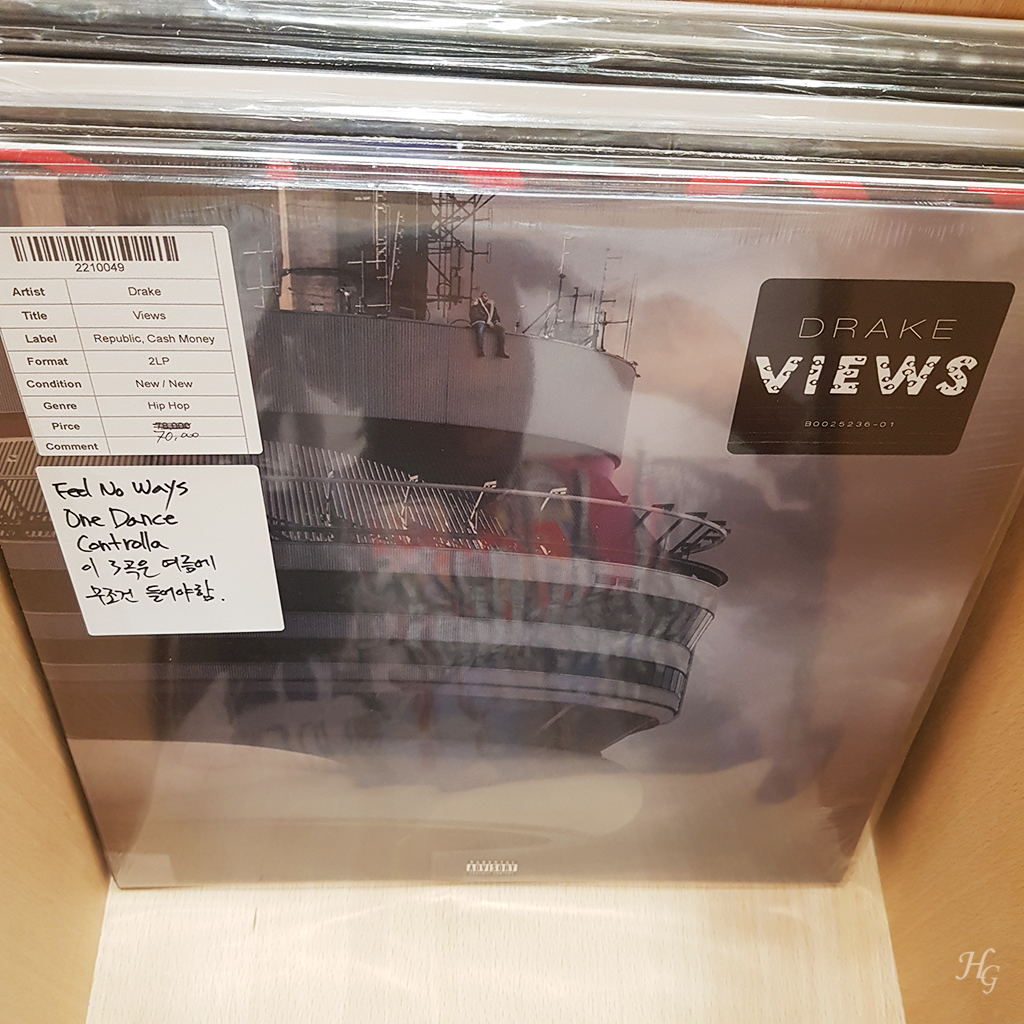 2210049
Artist Drake
Title Views
Label Republic, Cash Money
Format 2LP
Condition New / New
Genre Hip Hop
Pirce 70,000
Comment
Feel No Ways
One Dance
Controlla
이 3곡은 여름에
무조건 들어야함.
DRAKE
VIEWS
B0025236-01
ADVISORY
HG